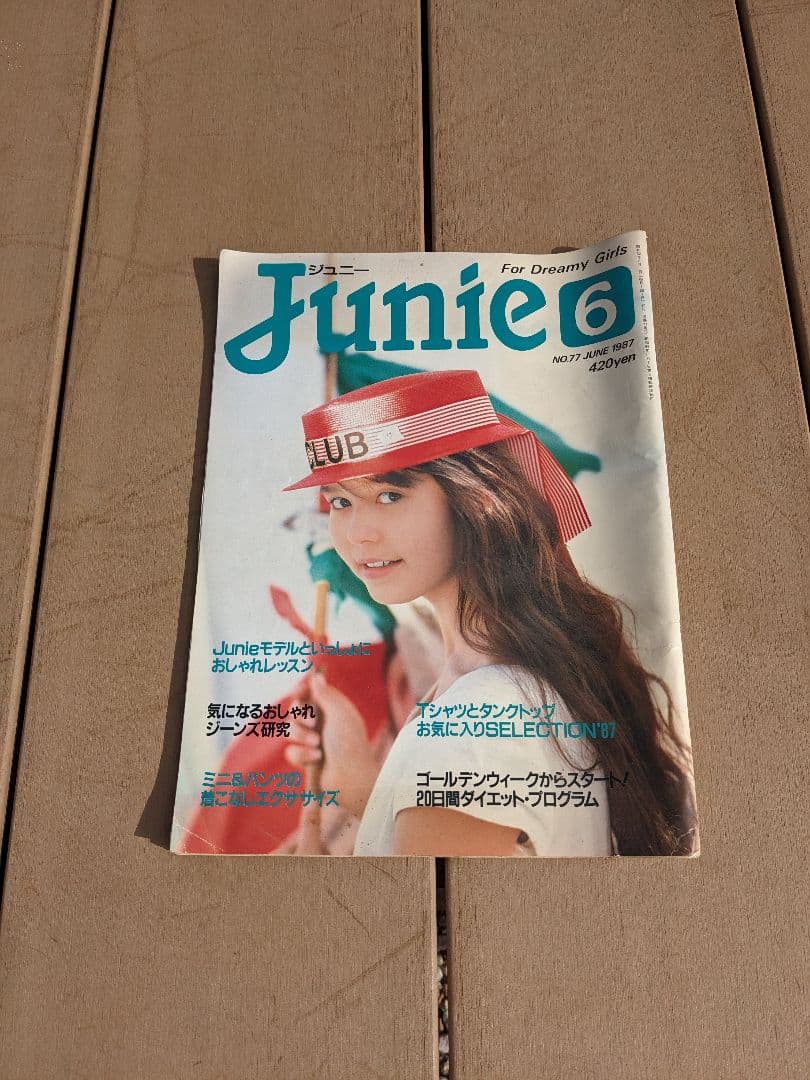 For Dreamy Girls
ジュニー
Junie 6
NO.77 JUNE 1987
420yen
CLUB
Junieモデルといっしょに
おしゃれレッスン
気になるおしゃれ
ジーンズ研究
ミニ&パンツの
着こなしエクササイズ
Tシャツとタンクトップ
お気に入りSELECTION'87
ゴールデンウィークからスタート!
20日間ダイエット・プログラム